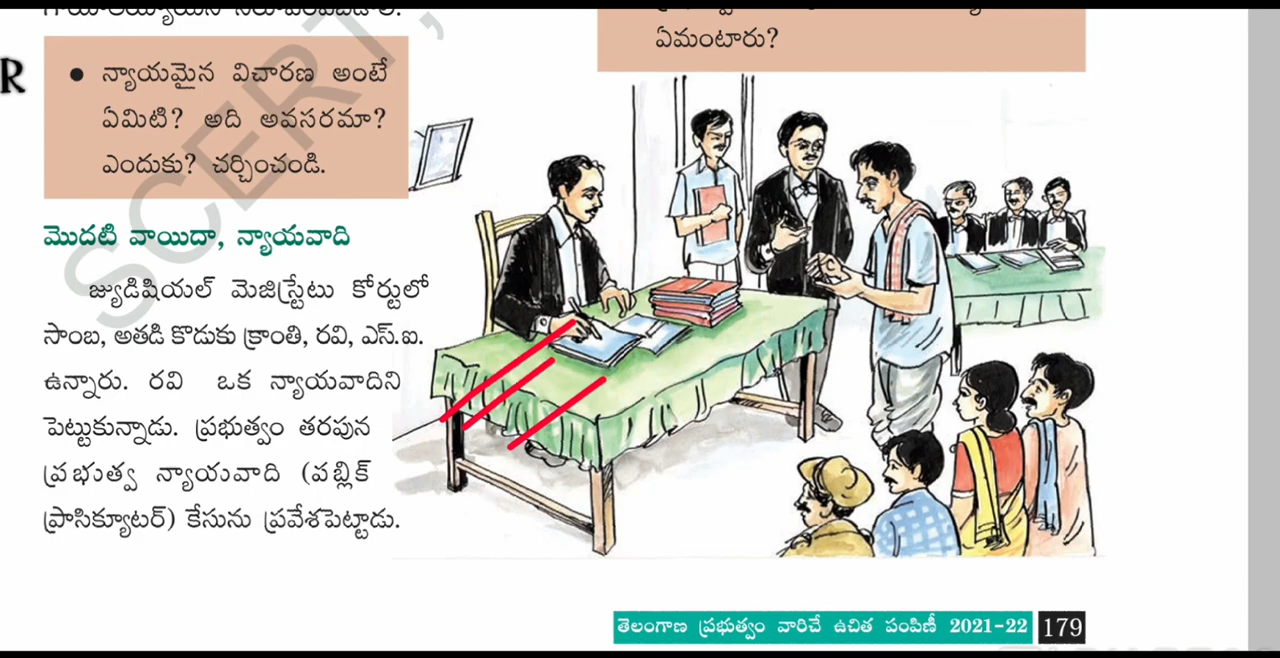 ఏమంటారు?
R
• న్యాయమైన విచారణ అంటే
ఏమిటి? అది అవసరమా?
ఎందుకు? చర్చించండి.
SCERT,
మొదటి వాయిదా, న్యాయవాది
జ్యుడిషియల్ మెజిస్ట్రేటు కోర్టులో
సాంబ, అతడి కొడుకు క్రాంతి, రవి, ఎస్.ఐ.
ఉన్నారు. రవి ఒక న్యాయవాదిని
పెట్టుకున్నాడు. ప్రభుత్వం తరపున
ప్రభుత్వ న్యాయవాది (పబ్లిక్
ప్రాసిక్యూటర్) కేసును ప్రవేశపెట్టాడు.
తెలంగాణ ప్రభుత్వం వారిచే ఉచిత పంపిణీ 2021-22 179